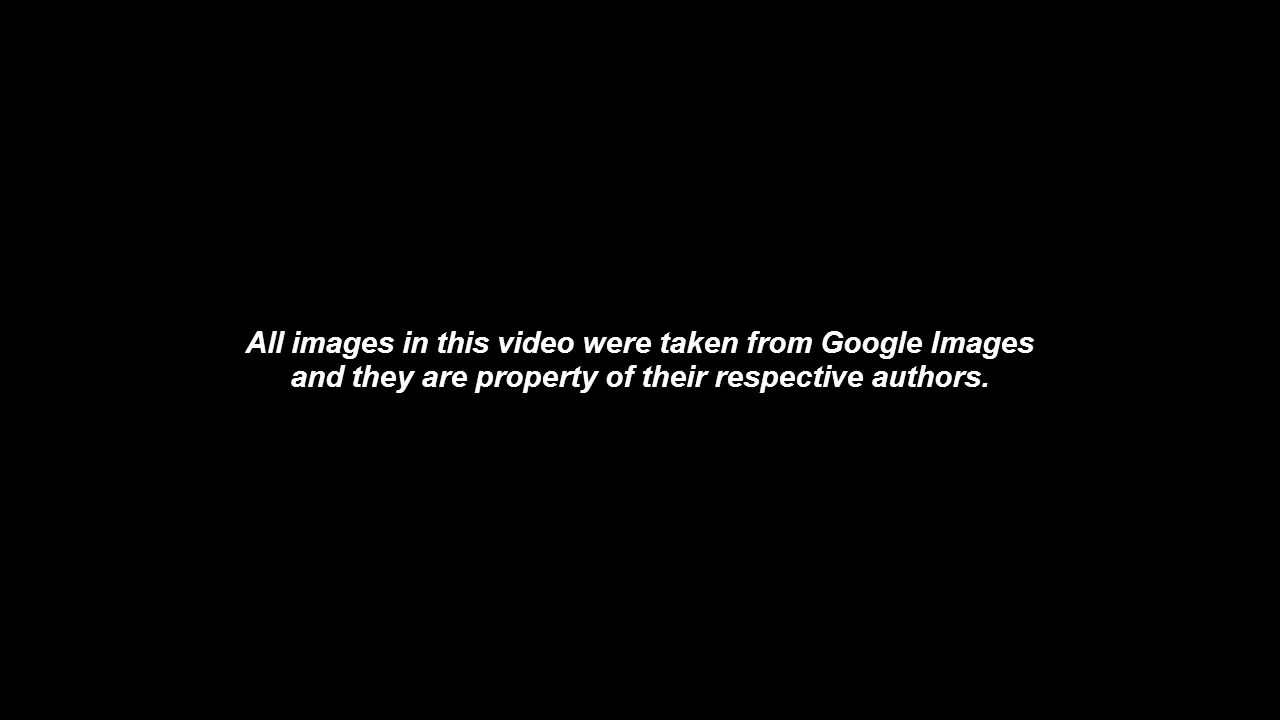 All images in this video were taken from Google Images
and they are property of their respective authors.